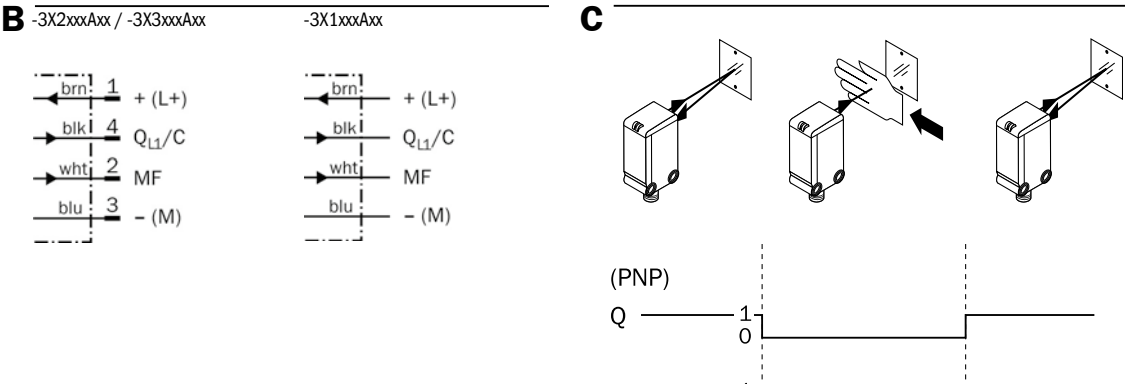 B -3X2xxxAxx / -3X3xxxAxx
-3X1xxxAxx
brn 1 + (L+)
blk 4 QL1/C
wht 2 MF
blu 3 – (M)
brn + (L+)
blk QL1/C
wht MF
blu – (M)
C
(PNP)
Q 1
0